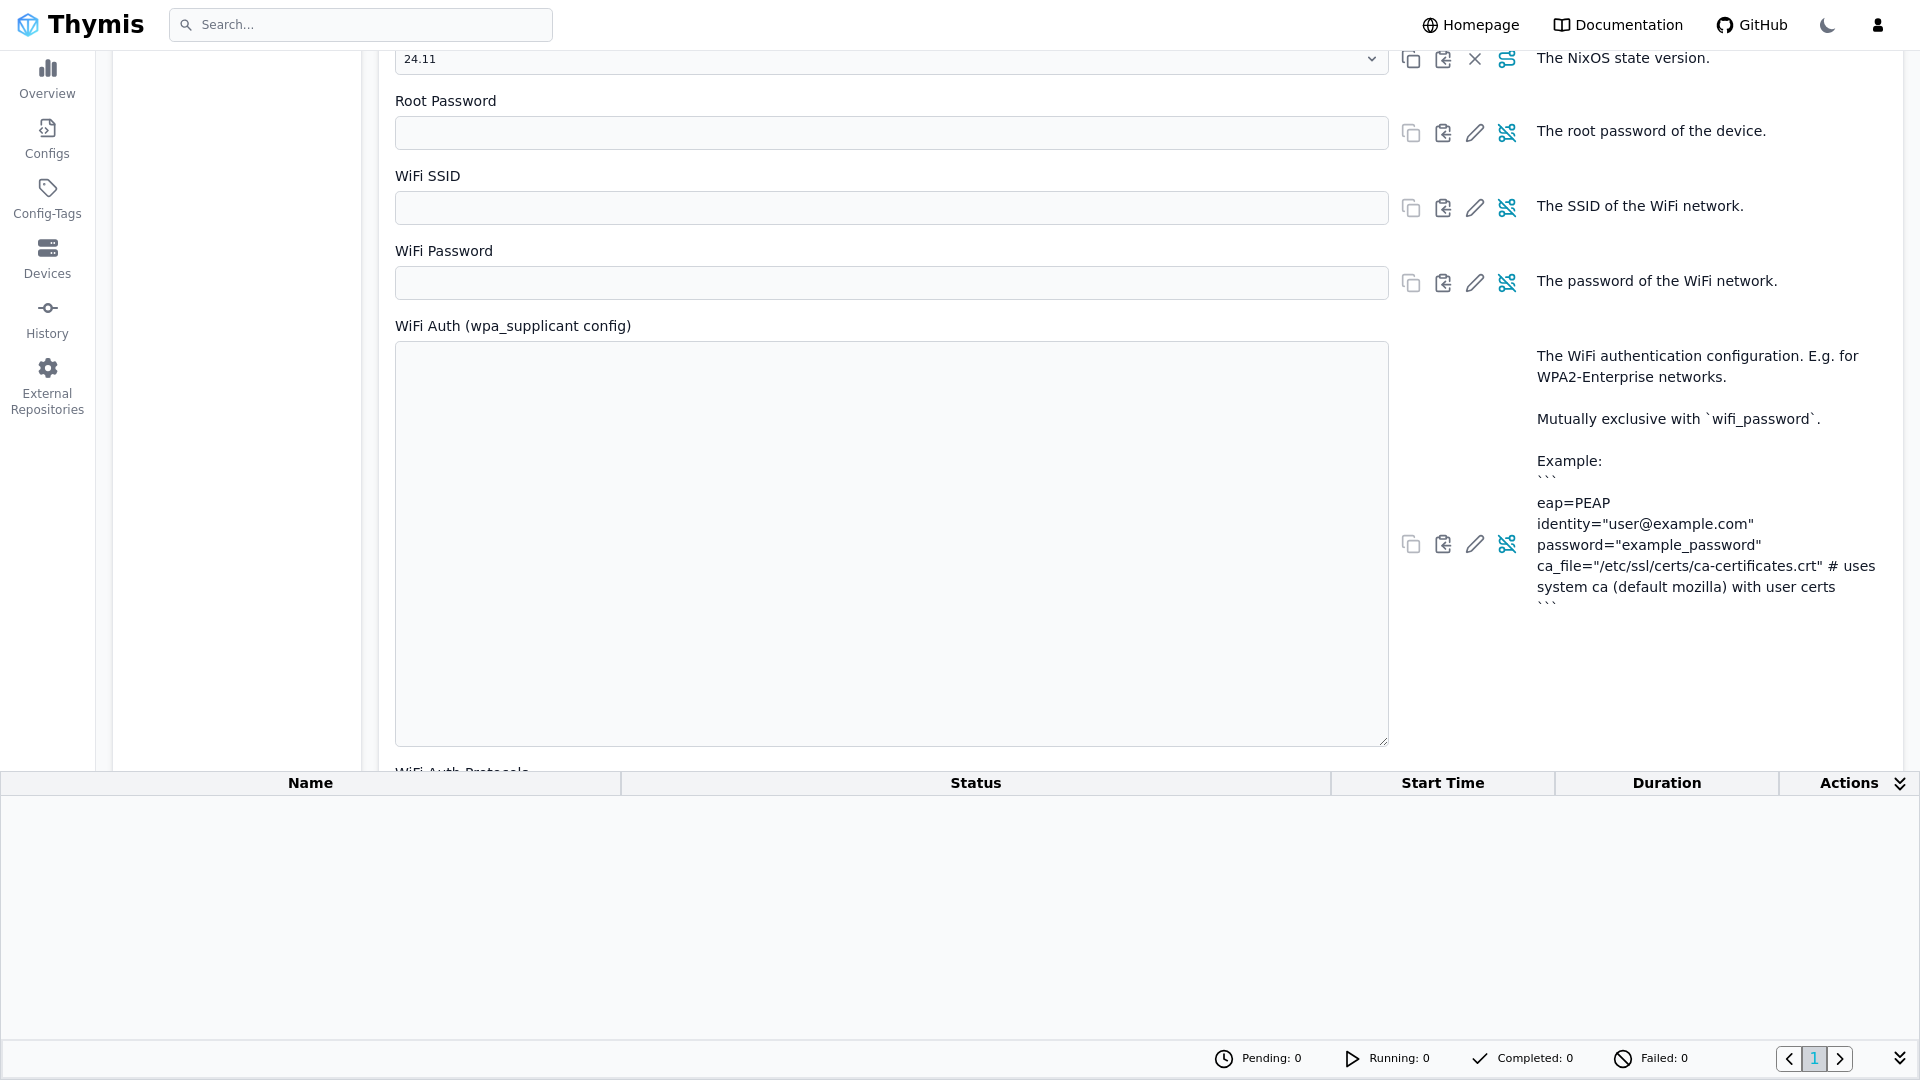 Thymis
Search...
Homepage
Documentation
GitHub
Overview
Configs
Config-Tags
Devices
History
External
Repositories
24.11
The NixOS state version.
Root Password
The root password of the device.
WiFi SSID
The SSID of the WiFi network.
WiFi Password
The password of the WiFi network.
WiFi Auth (wpa_supplicant config)
The WiFi authentication configuration. E.g. for
WPA2-Enterprise networks.
Mutually exclusive with `wifi_password`.
Example:
```
eap=PEAP
identity="user@example.com"
password="example_password"
ca_file="/etc/ssl/certs/ca-certificates.crt" # uses
system ca (default mozilla) with user certs
```
WiFi Auth Protocols
Name
Status
Start Time
Duration
Actions
Pending: 0
Running: 0
Completed: 0
Failed: 0
1